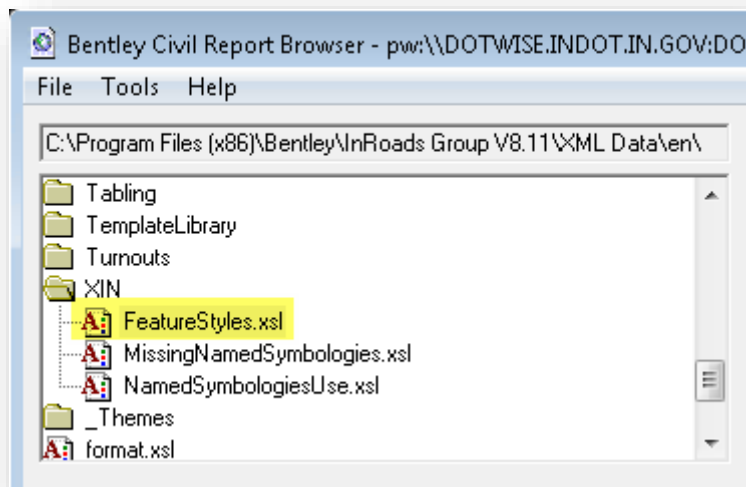 Bentley Civil Report Browser - pw:\\DOTWISE.INDOT.IN.GOV:DO
File Tools Help
C:\Program Files (x86)\Bentley\InRoads Group V8.11\XML Data\en\
Tabling
TemplateLibrary
Turnouts
XIN
FeatureStyles.xsl
MissingNamedSymbologies.xsl
NamedSymbologiesUse.xsl
_Themes
format.xsl